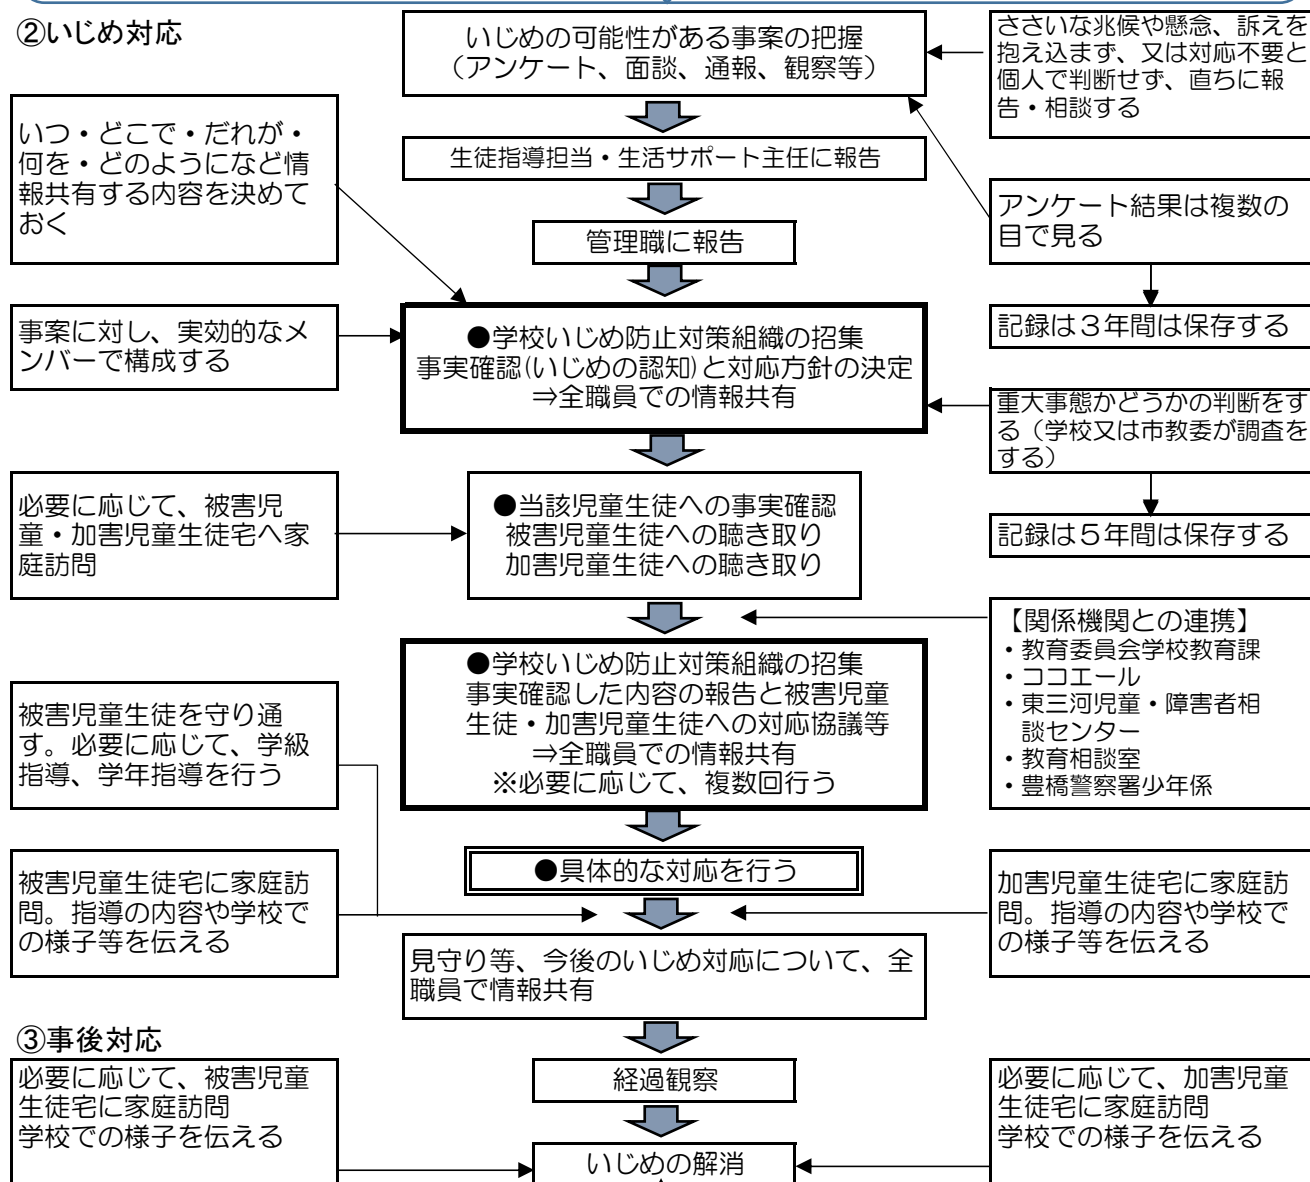 ②いじめ対応
いじめの可能性がある事案の把握
（アンケート、面談、通報、観察等）
ささいな兆候や懸念、訴えを
抱え込まず、又は対応不要と
個人で判断せず、直ちに報
告・相談する
いつ・どこで・だれが・
何を・どのようになど情
報共有する内容を決めて
おく
生徒指導担当・生活サポート主任に報告
アンケート結果は複数の
目で見る
管理職に報告
記録は３年間は保存する
事案に対し、実効的なメ
ンバーで構成する
●学校いじめ防止対策組織の招集
事実確認(いじめの認知)と対応方針の決定
⇒全職員での情報共有
重大事態かどうかの判断をす
る（学校又は市教委が調査を
する）
記録は５年間は保存する
必要に応じて、被害児
童・加害児童生徒宅へ家
庭訪問
●当該児童生徒への事実確認
被害児童生徒への聴き取り
加害児童生徒への聴き取り
【関係機関との連携】
・教育委員会学校教育課
・ココエール
・東三河児童・障害者相
談センター
・教育相談室
・豊橋警察署少年係
●学校いじめ防止対策組織の招集
事実確認した内容の報告と被害児童
生徒・加害児童生徒への対応協議等
⇒全職員での情報共有
※必要に応じて、複数回行う
被害児童生徒を守り通
す。必要に応じて、学級
指導、学年指導を行う
●具体的な対応を行う
被害児童生徒宅に家庭訪
問。指導の内容や学校で
の様子等を伝える
加害児童生徒宅に家庭訪
問。指導の内容や学校で
の様子等を伝える
見守り等、今後のいじめ対応について、全
職員で情報共有
③事後対応
必要に応じて、被害児童
生徒宅に家庭訪問
学校での様子を伝える
経過観察
必要に応じて、加害児童
生徒宅に家庭訪問
学校での様子を伝える
いじめの解消